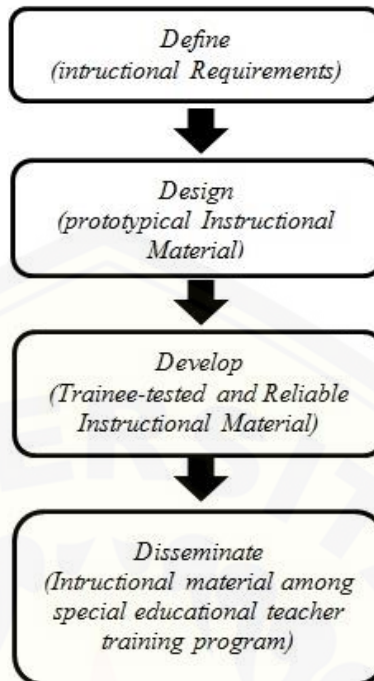 Define
(intructional Requirements)
Design
(prototypical Instructional
Material)
Develop
(Trainee-tested and Reliable
Instructional Material)
Disseminate
(Intructional material among
special educational teacher
training program)